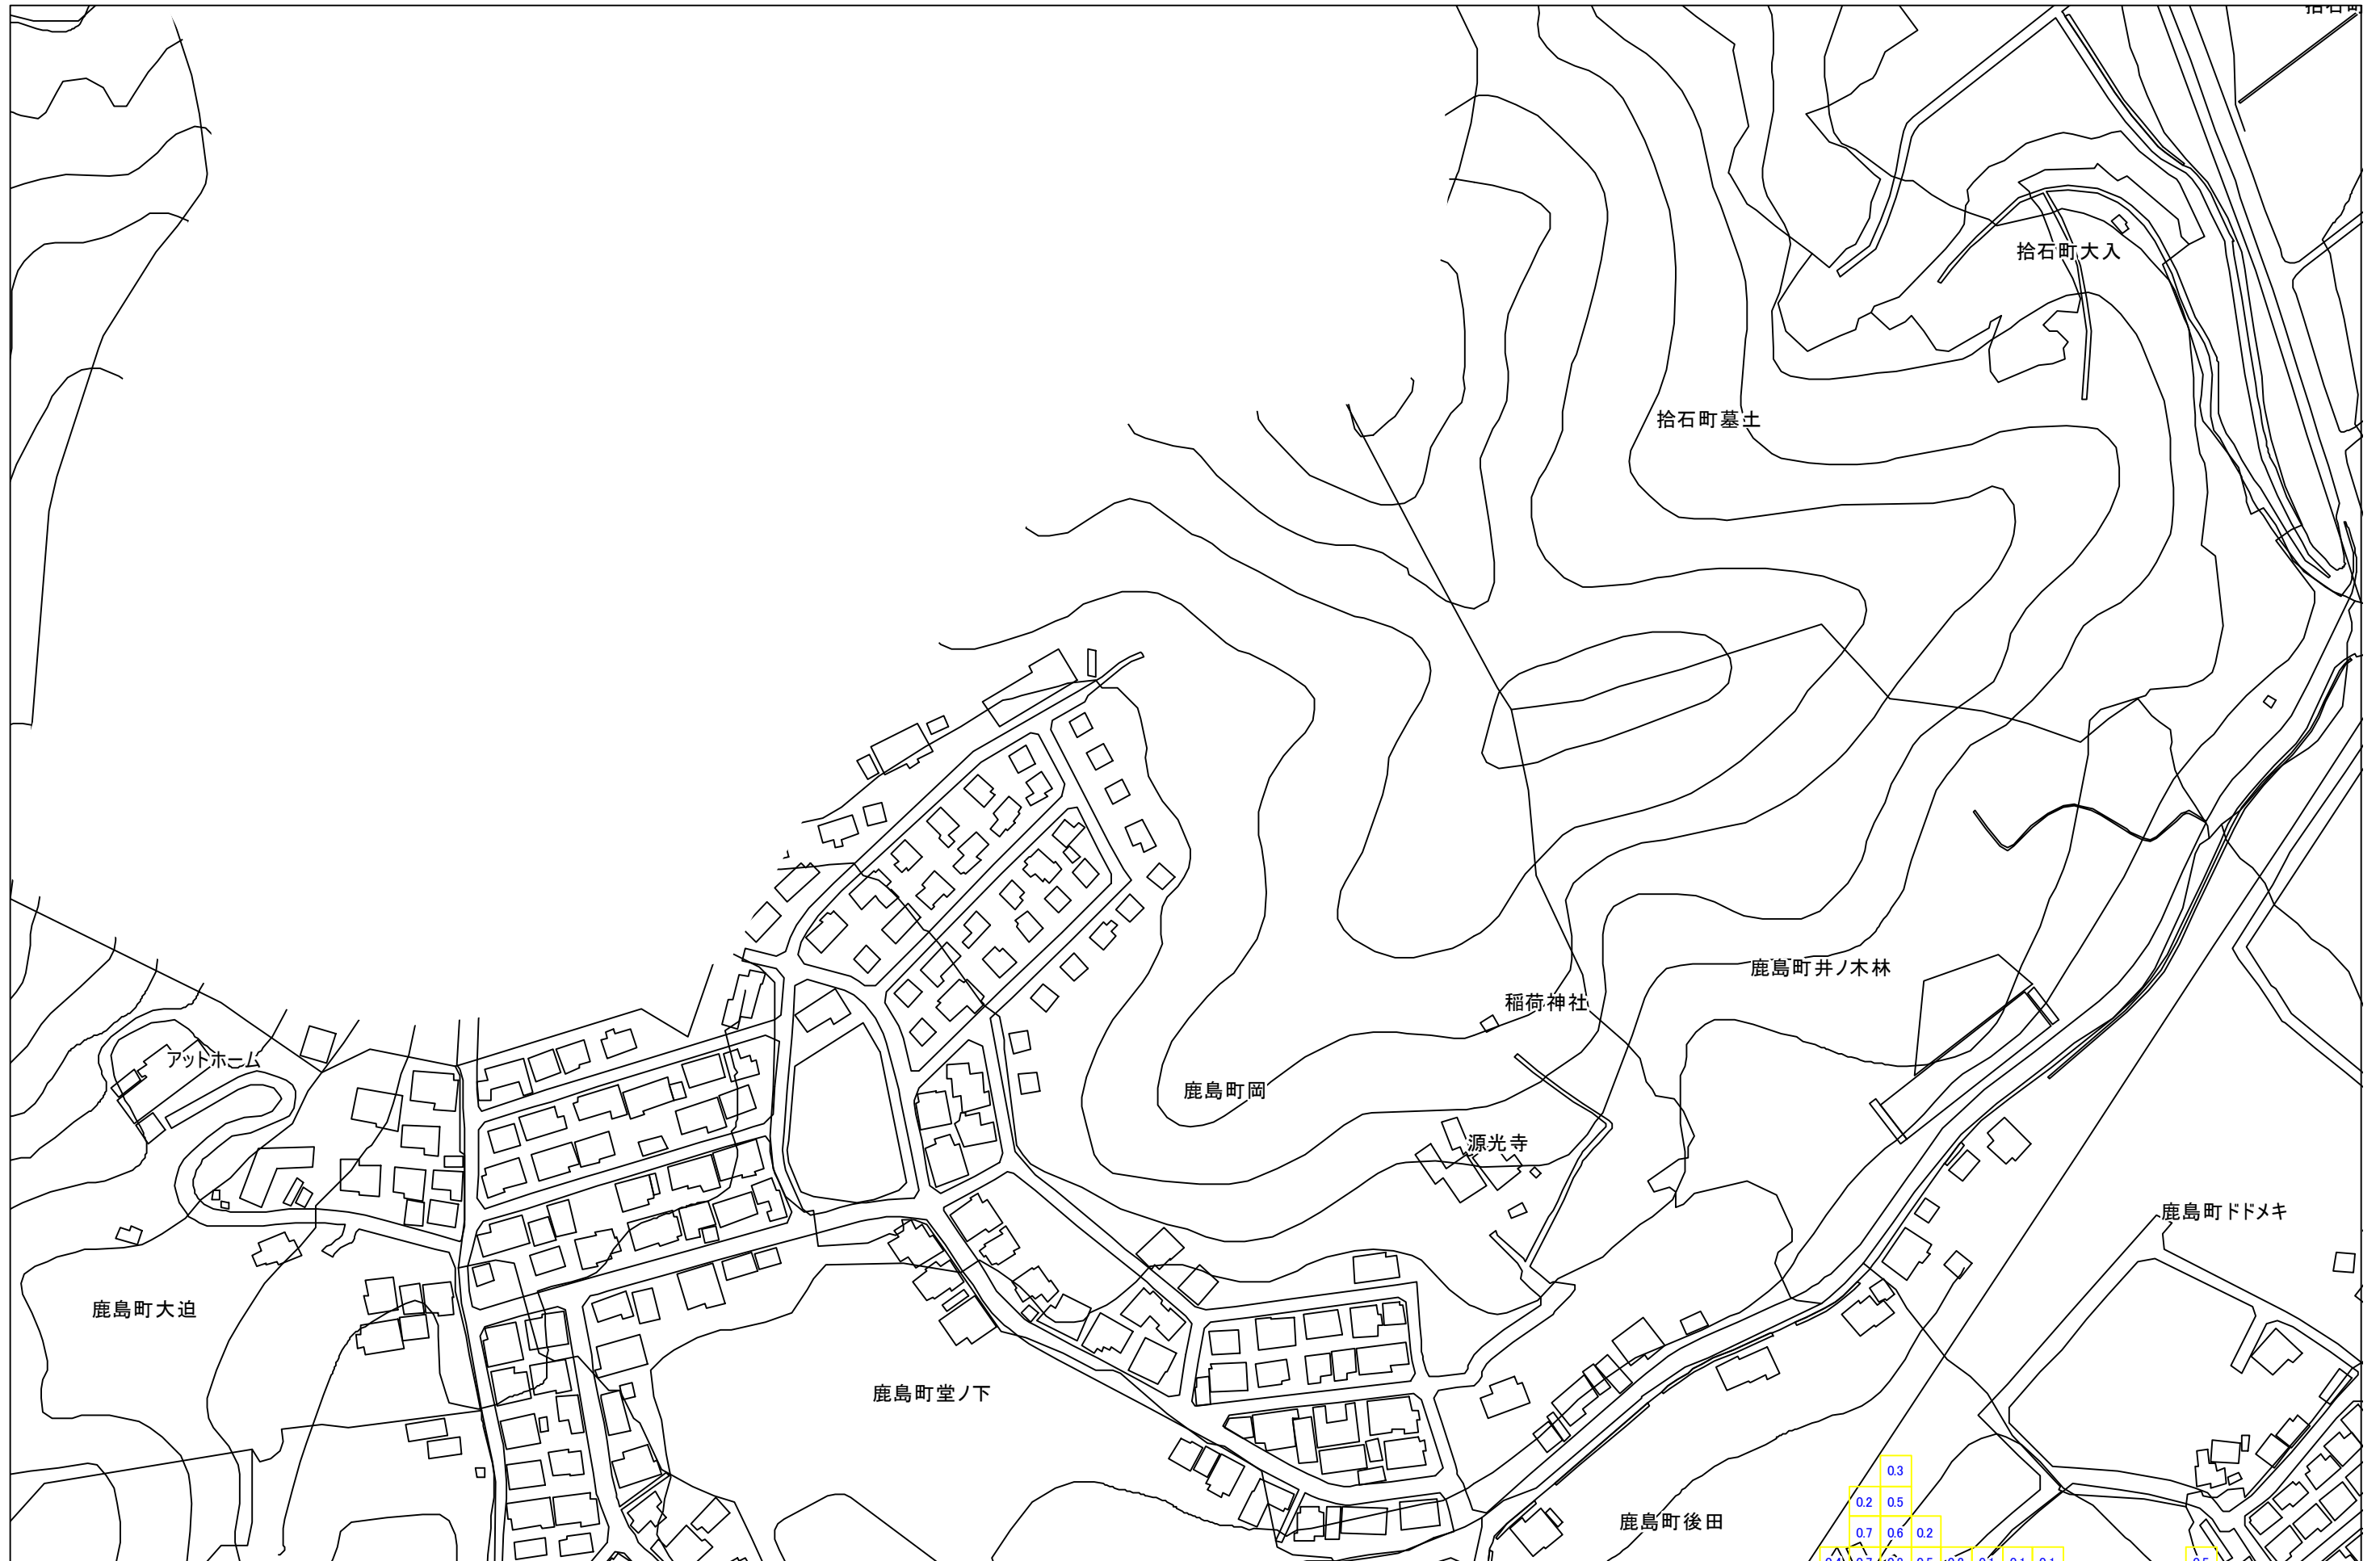 拾石町大入
拾石町墓土
鹿島町井ノ木林
稲荷神社
アットホーム
鹿島町岡
源光寺
鹿島町ドドメキ
鹿島町大迫
鹿島町堂ノ下
鹿島町後田
0.3
0.2 0.5
0.7 0.6 0.2